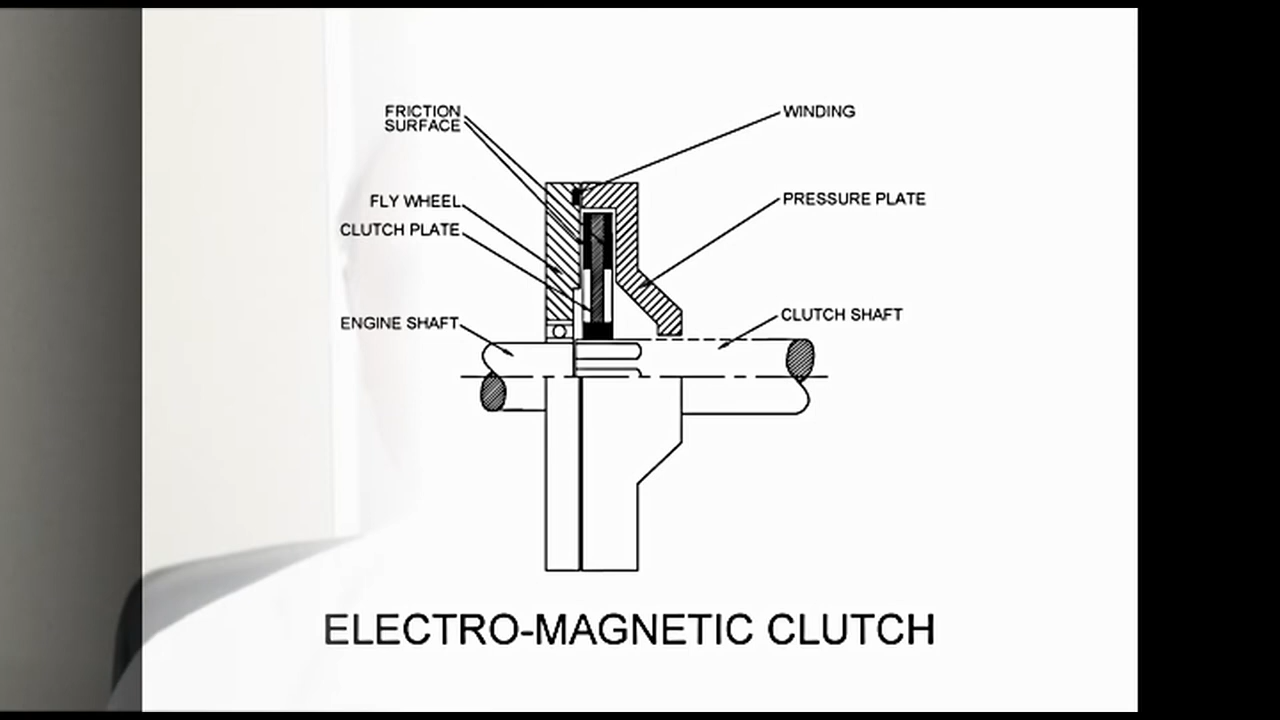 FRICTION
SURFACE
WINDING
FLY WHEEL
PRESSURE PLATE
CLUTCH PLATE
ENGINE SHAFT
CLUTCH SHAFT
ELECTRO-MAGNETIC CLUTCH